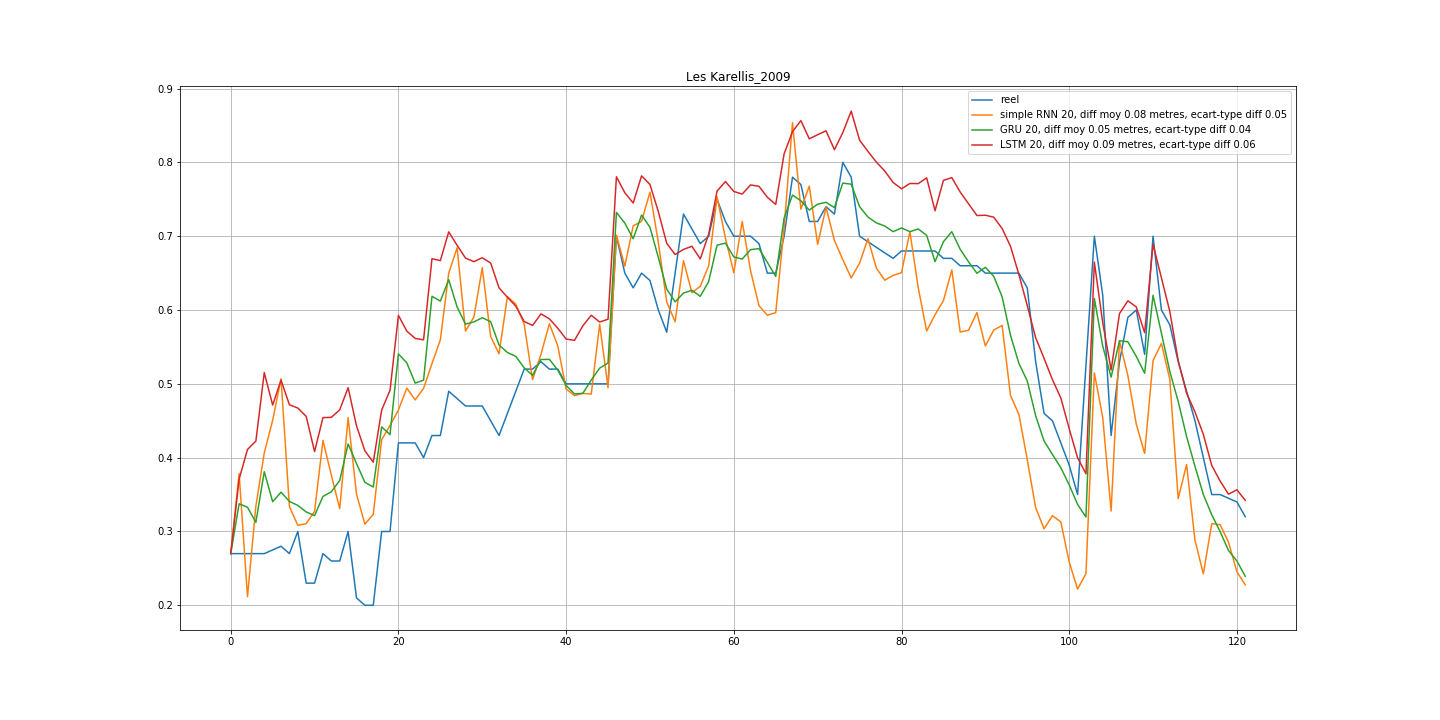 Les Karellis_2009
reel
simple RNN 20, diff moy 0.08 metres, ecart-type diff 0.05
GRU 20, diff moy 0.05 metres, ecart-type diff 0.04
LSTM 20, diff moy 0.09 metres, ecart-type diff 0.06
0.9
0.8
0.7
0.6
0.5
0.4
0.3
0.2
0 20 40 60 80 100 120